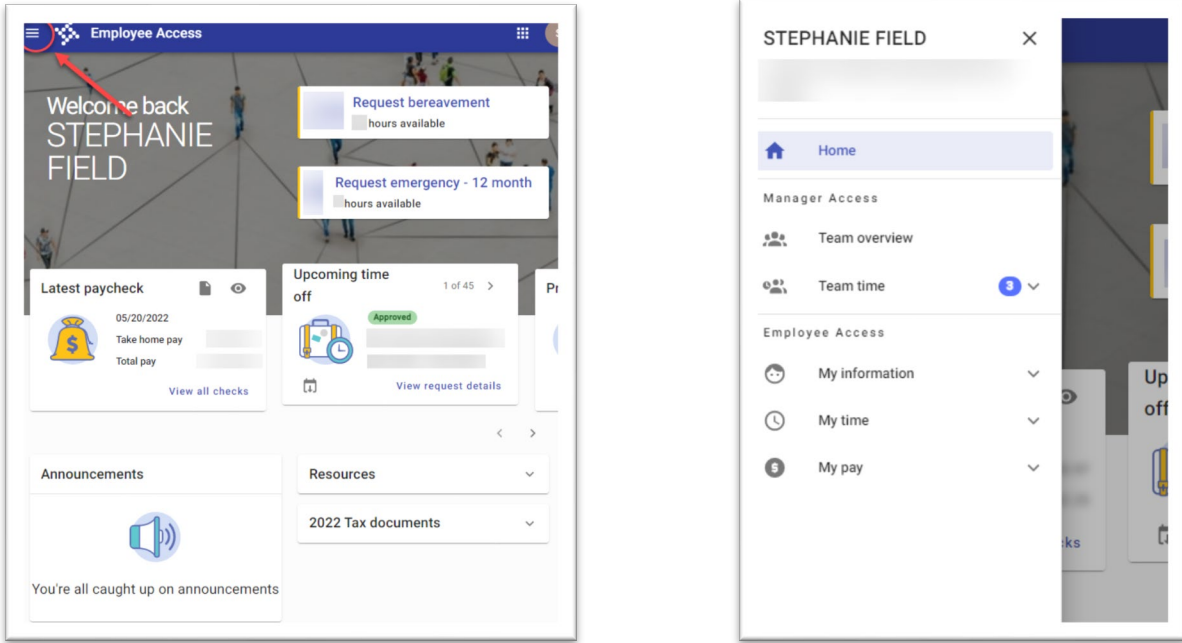 Employee Access
Welcome back
STEPHANIE
FIELD
Request bereavement
hours available
Request emergency - 12 month
hours available
Latest paycheck
05/20/2022
Take home pay
Total pay
View all checks
Upcoming time
off
1 of 45
Approved
View request details
Announcements
You're all caught up on announcements
Resources
2022 Tax documents
STEPHANIE FIELD
Home
Manager Access
Team overview
Team time
3
Employee Access
My information
My time
My pay
Up
off